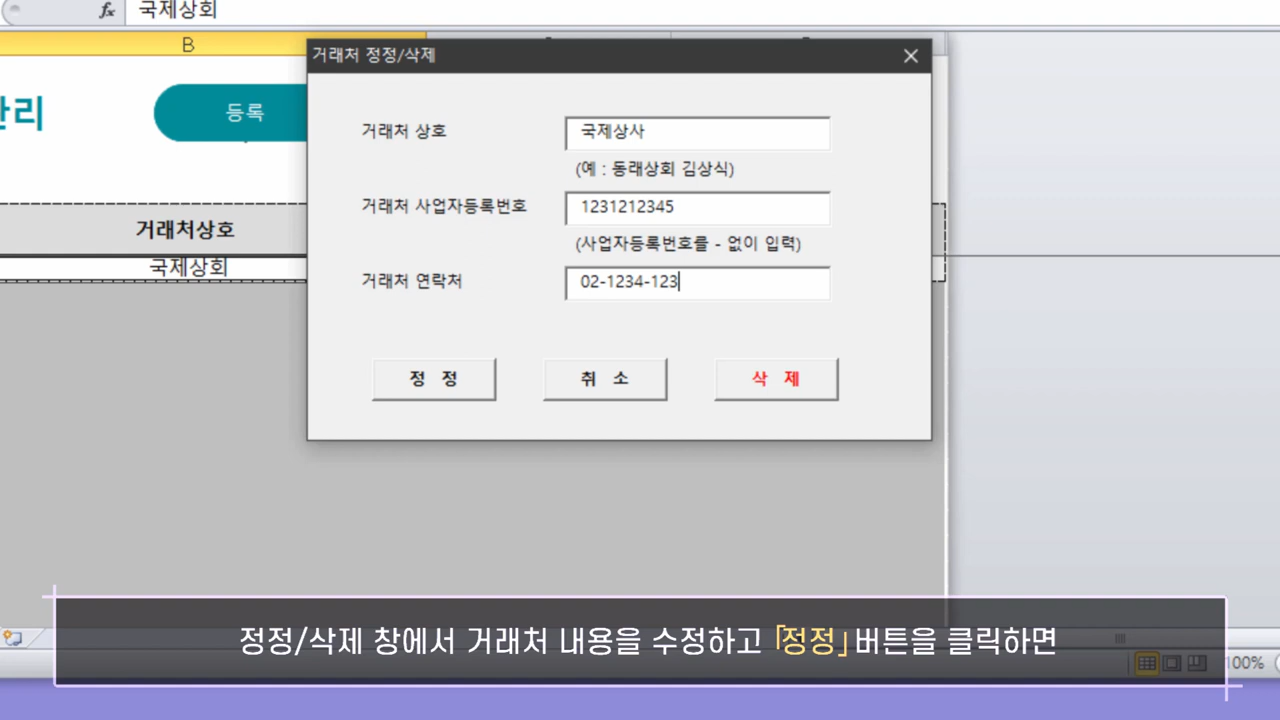 fx 국제상회
B
거래처 정정/삭제
관리
등록
거래처 상호 국제상사
(예 : 동래상회 김상식)
거래처 사업자등록번호 1231212345
(사업자등록번호를 - 없이 입력)
거래처상호
국제상회
거래처 연락처 02-1234-123
정 정 취 소 삭 제
정정/삭제 창에서 거래처 내용을 수정하고 「정정」 버튼을 클릭하면
100%